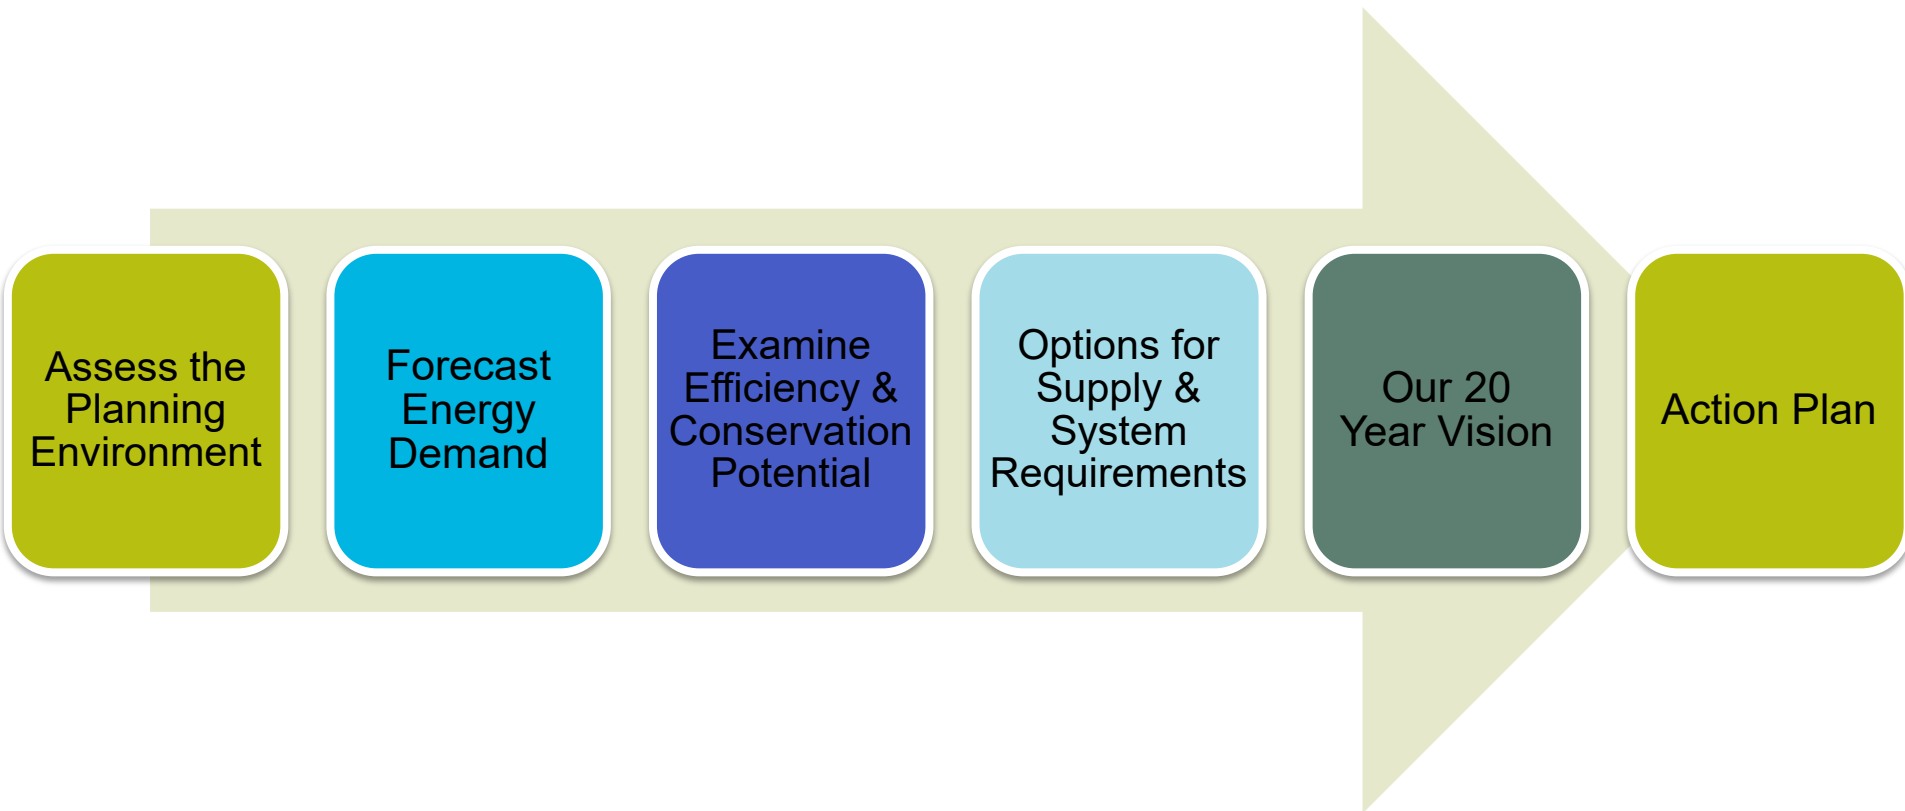 Assess the
Planning
Environment
Forecast
Energy
Demand
Examine
Efficiency &
Conservation
Potential
Options for
Supply &
System
Requirements
Our 20
Year Vision
Action Plan